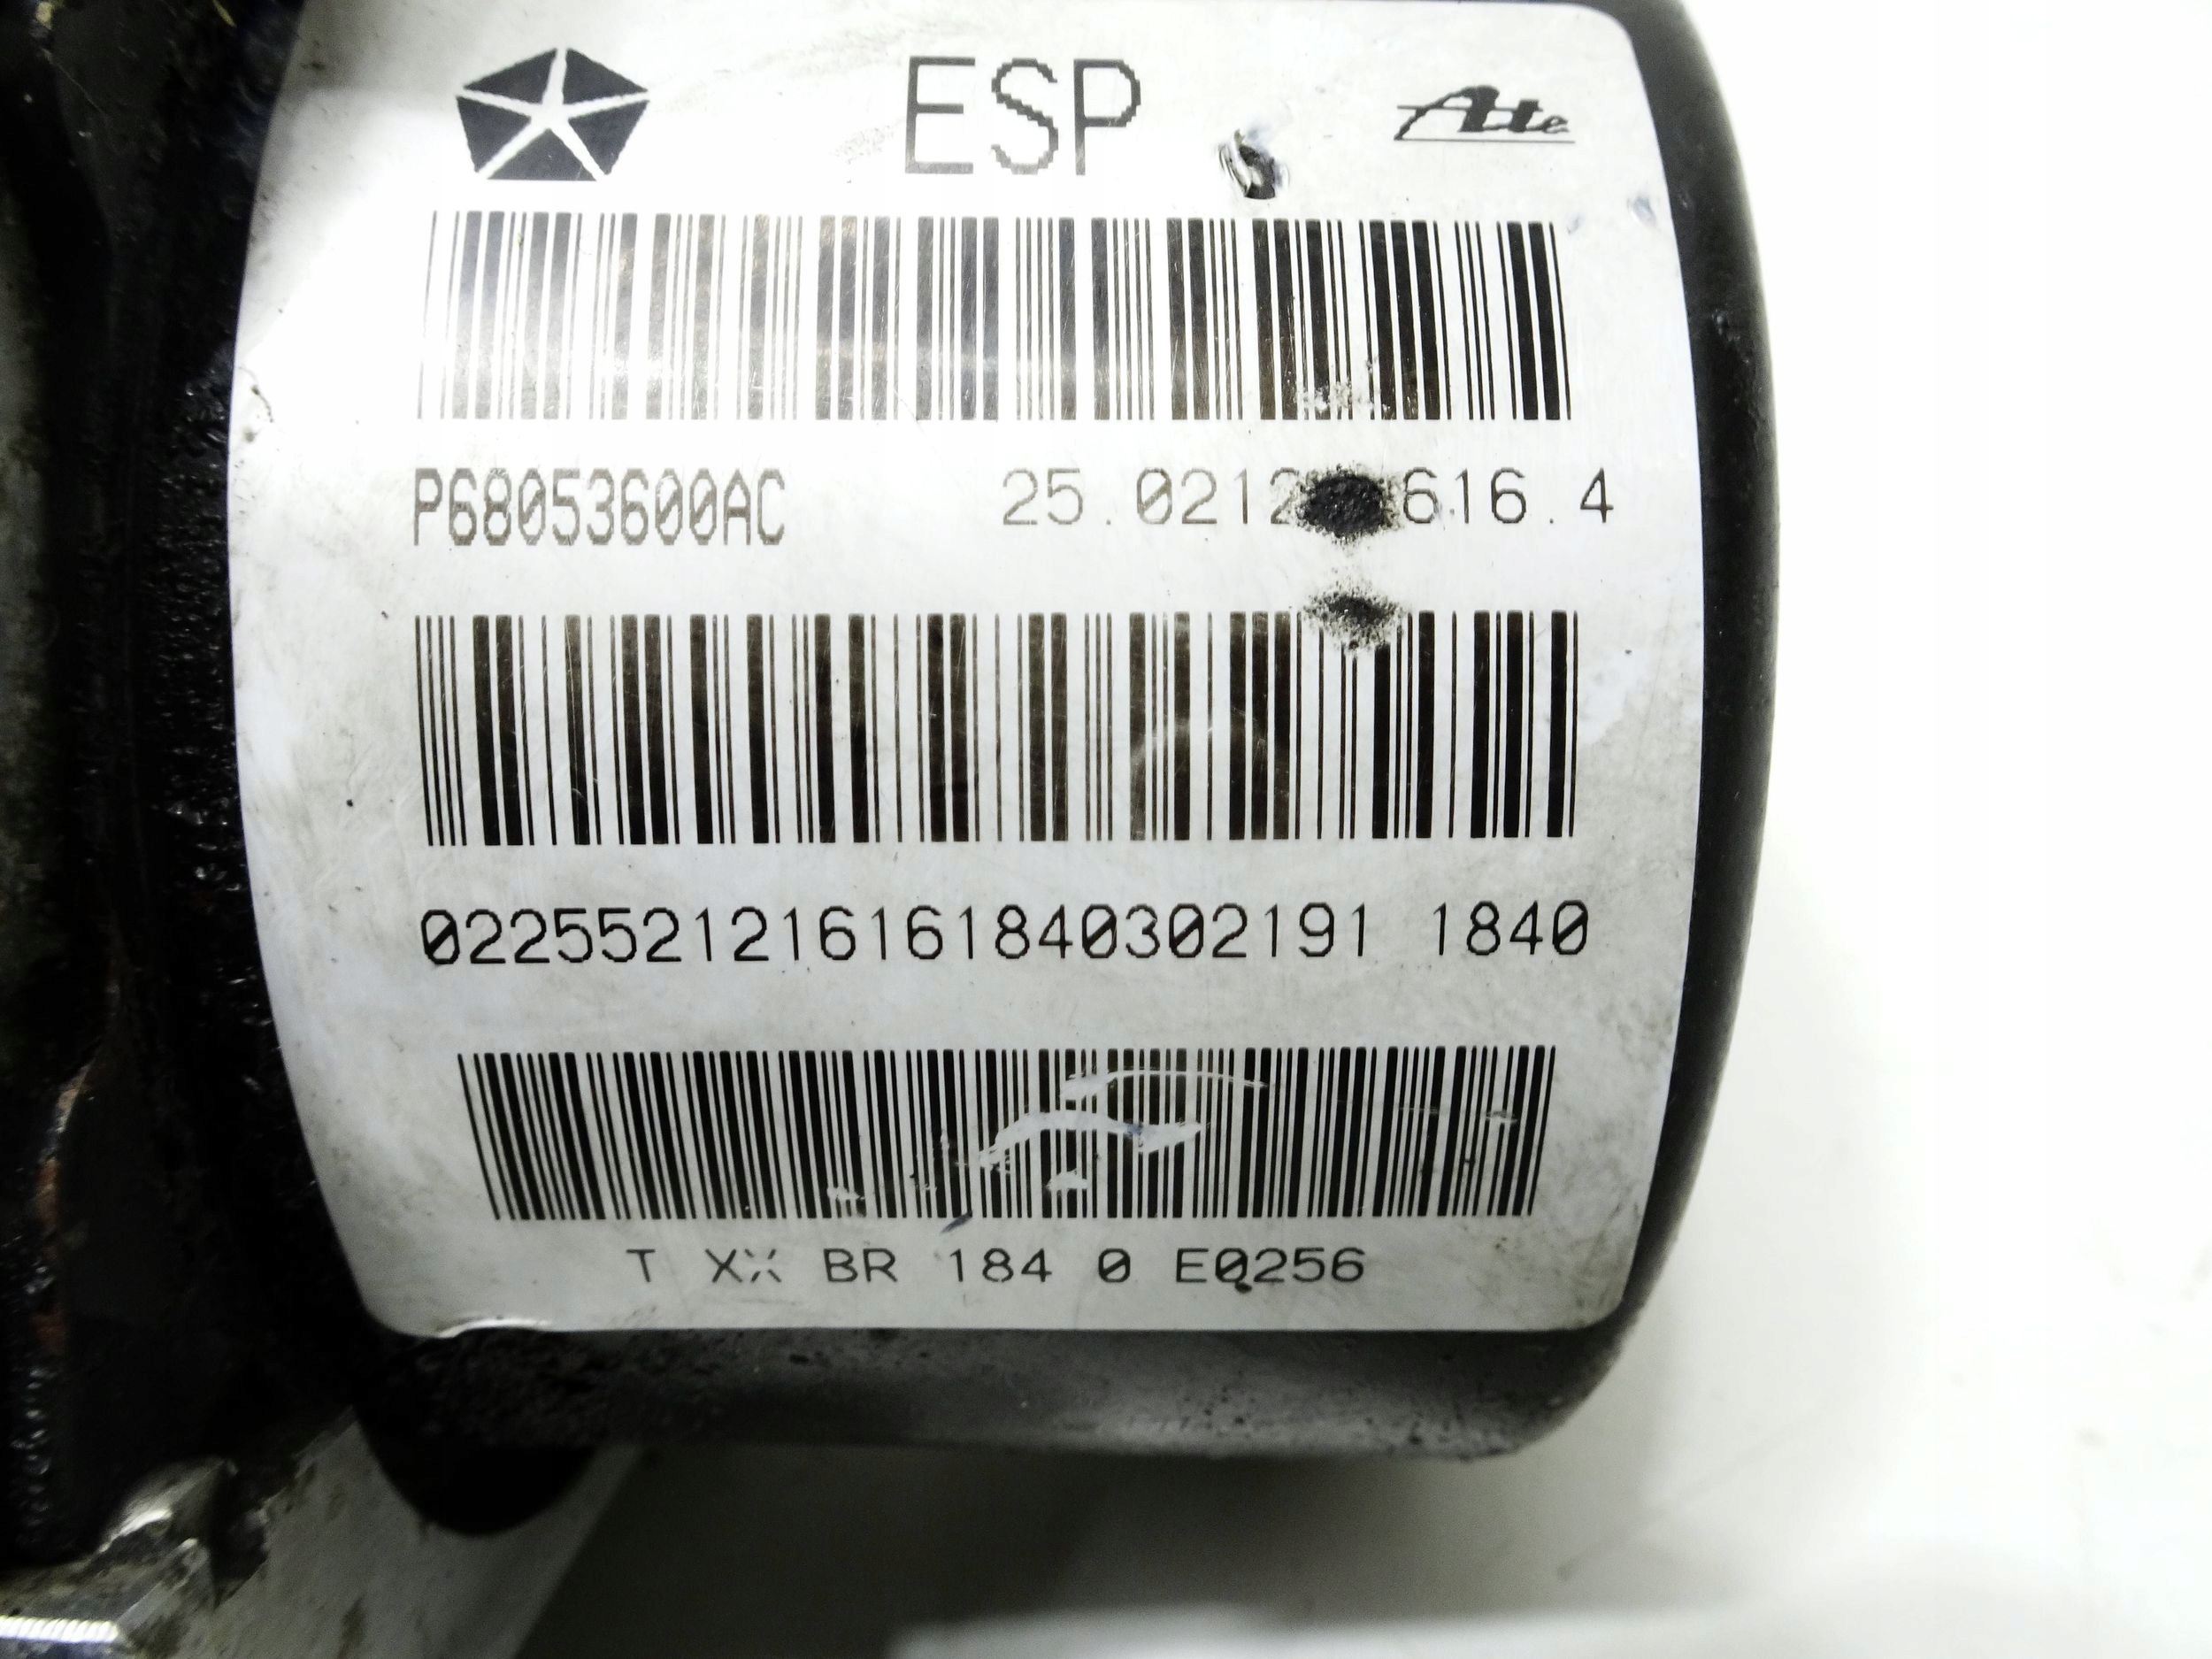 ESP Ate
P68053600AC 25.0212 616.4
0225521216161840302191 1840
T XX BR 184 0 E0256